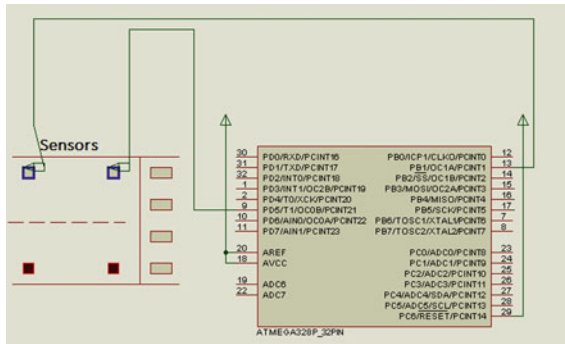 Sensors
30 PD0/RXD/PCINT16 PB0/ICP1/CLKO/PCINT0 12
31 PD1/TXD/PCINT17 PB1/OC1A/PCINT1 13
32 PD2/INT0/PCINT18 PB2/SS/OC1B/PCINT2 14
1 PD3/INT1/OC2B/PCINT19 PB3/MOSI/OC2A/PCINT3 15
2 PD4/T0/XCK/PCINT20 PB4/MISO/PCINT4 16
9 PD5/T1/OC0B/PCINT21 PB5/SCK/PCINT5 17
10 PD6/AIN0/OC0A/PCINT22 PB6/TOSC1/XTAL1/PCINT6 7
11 PD7/AIN1/PCINT23 PB7/TOSC2/XTAL2/PCINT7 8
20 AREF PC0/ADC0/PCINT8 23
18 AVCC PC1/ADC1/PCINT9 24
PC2/ADC2/PCINT10 25
19 ADC6 PC3/ADC3/PCINT11 26
22 ADC7 PC4/ADC4/SDA/PCINT12 27
PC5/ADC5/SCL/PCINT13 28
PC6/RESET/PCINT14 29
ATMEGA328P_32PIN